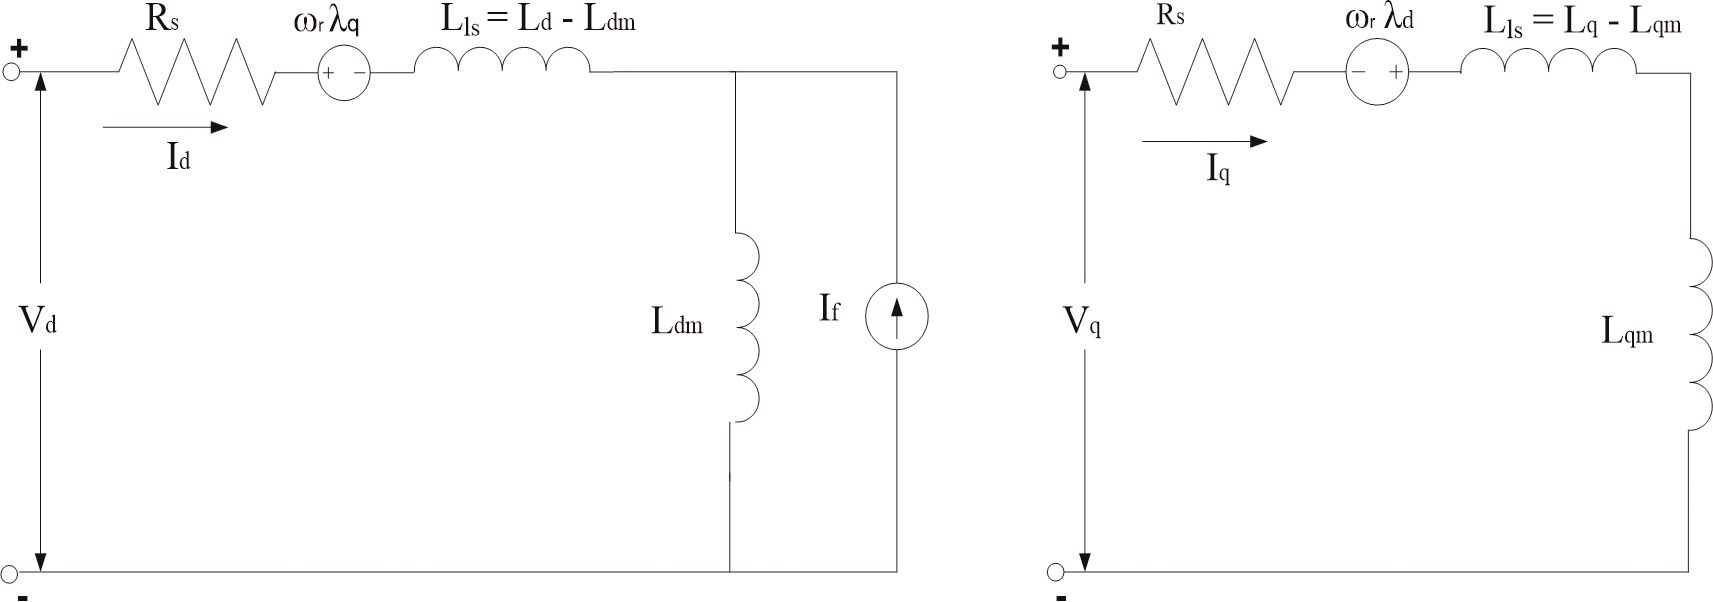 Rs
ωr λq
Lls = Ld - Ldm
+
+ -
Id
Vd
Ldm
If
-
Rs
ωr λd
Lls = Lq - Lqm
+
- +
Iq
Vq
Lqm
-